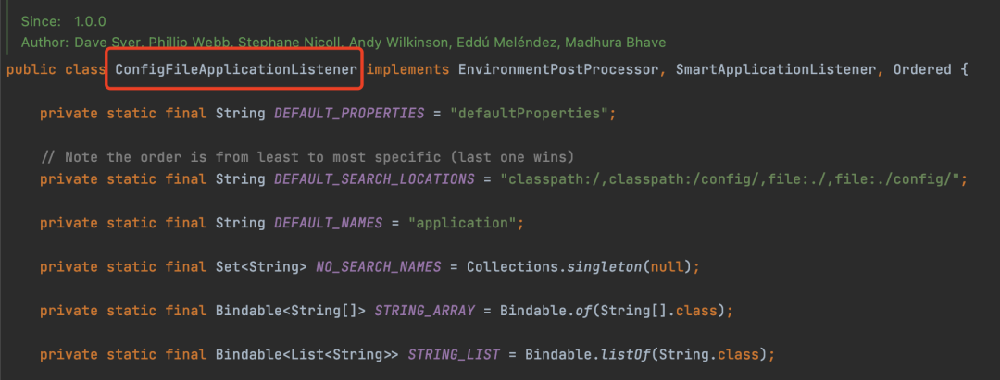 Since: 1.0.0
Author: Dave Syer, Phillip Webb, Stephane Nicoll, Andy Wilkinson, Eddú Meléndez, Madhura Bhave
public class ConfigFileApplicationListener implements EnvironmentPostProcessor, SmartApplicationListener, Ordered {
private static final String DEFAULT_PROPERTIES = "defaultProperties";
// Note the order is from least to most specific (last one wins)
private static final String DEFAULT_SEARCH_LOCATIONS = "classpath:/,classpath:/config/,file:./,file:./config/";
private static final String DEFAULT_NAMES = "application";
private static final Set<String> NO_SEARCH_NAMES = Collections.singleton(null);
private static final Bindable<String[]> STRING_ARRAY = Bindable.of(String[].class);
private static final Bindable<List<String>> STRING_LIST = Bindable.listOf(String.class);